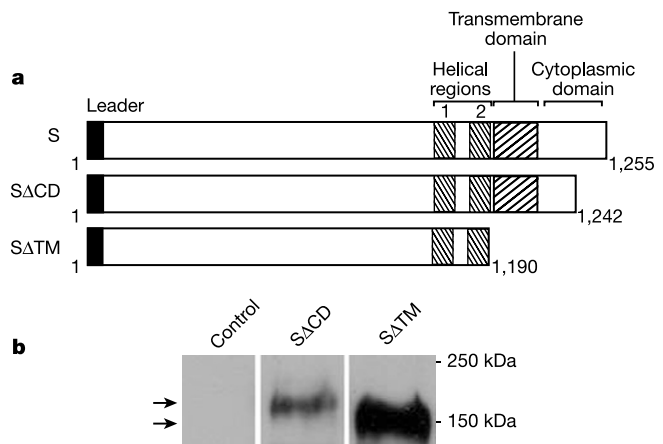 Transmembrane
domain
a
Helical
regions
Cytoplasmic
domain
Leader
1 2
S
1
1,255
SΔCD
1
1,242
SΔTM
1
1,190
b
Control
SΔCD
SΔTM
- 250 kDa
- 150 kDa